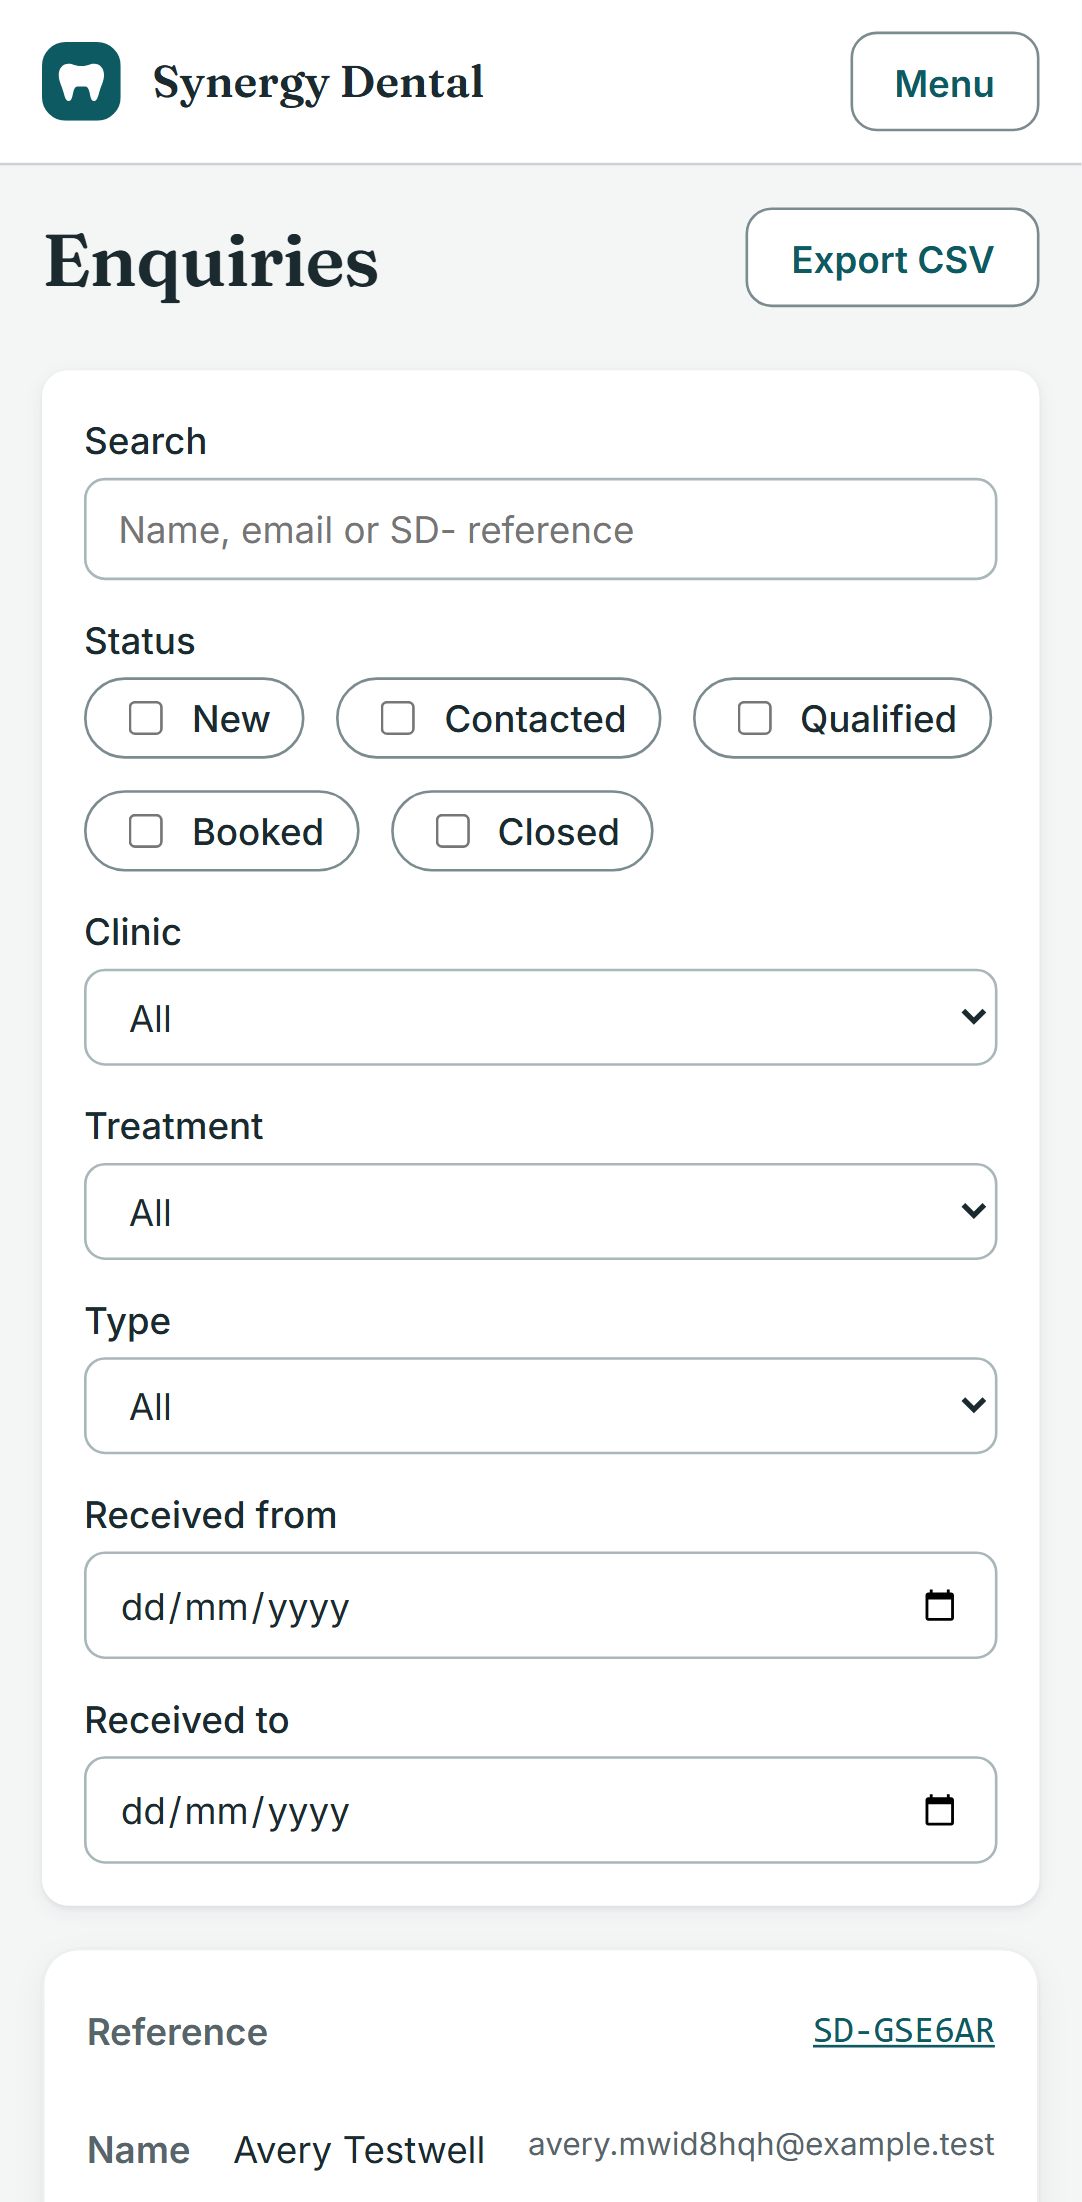 Synergy Dental
Menu
Enquiries
Export CSV
Search
Name, email or SD- reference
Status
New
Contacted
Qualified
Booked
Closed
Clinic
All
Treatment
All
Type
All
Received from
dd/mm/yyyy
Received to
dd/mm/yyyy
Reference SD-GSE6AR
Name Avery Testwell avery.mwid8hqh@example.test